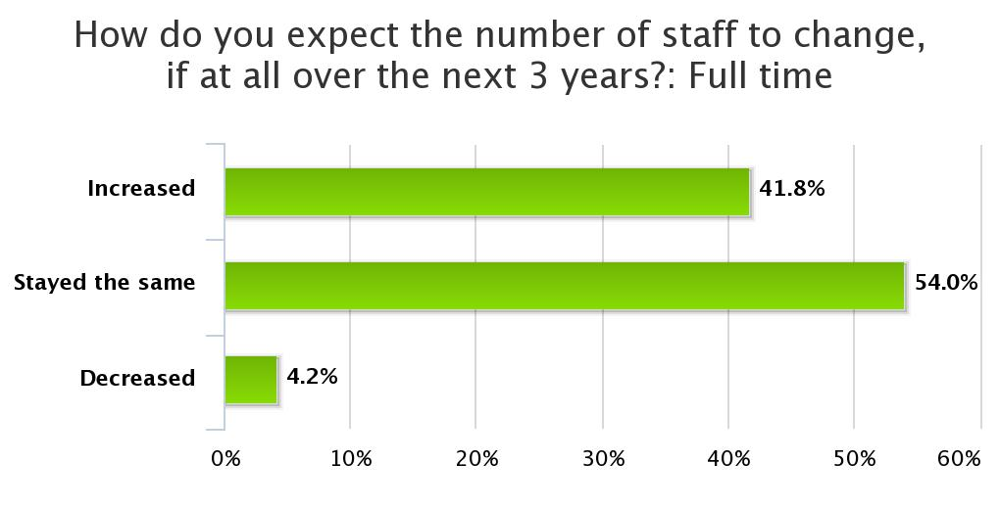 How do you expect the number of staff to change,
if at all over the next 3 years?: Full time
Increased 41.8%
Stayed the same 54.0%
Decreased 4.2%
0% 10% 20% 30% 40% 50% 60%